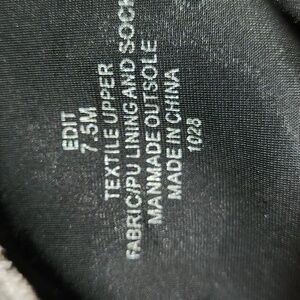 EDIT
7.5M
TEXTILE UPPER
FABRIC/PU LINING AND SOCK
MANMADE OUTSOLE
MADE IN CHINA
1028